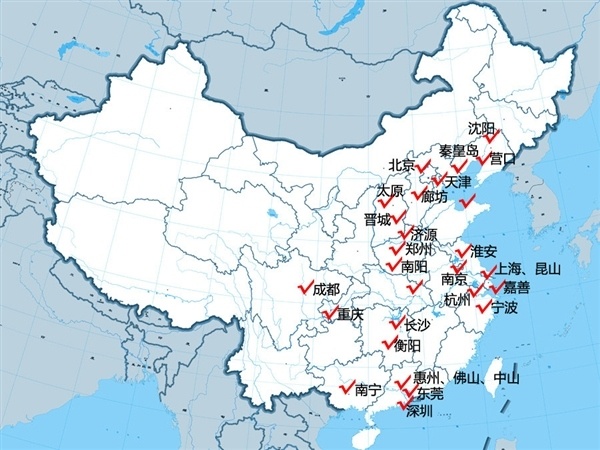 沈阳
秦皇岛
营口
北京
天津
太原
廊坊
晋城
济源
郑州
淮安
南阳
上海、昆山
南京
成都
嘉善
杭州
宁波
重庆
长沙
衡阳
惠州、佛山、中山
南宁
东莞
深圳